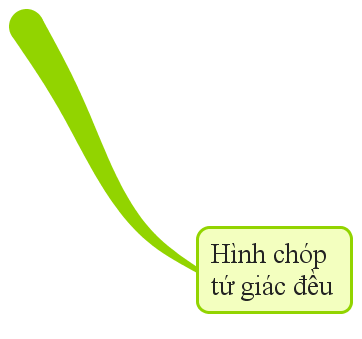 Hình chóp
tứ giác đều